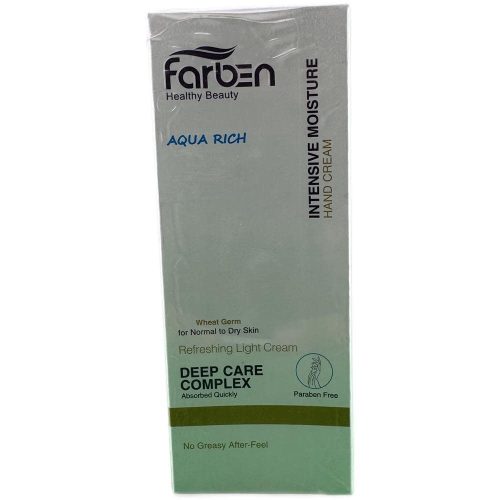 farben
Healthy Beauty
AQUA RICH
INTENSIVE MOISTURE
HAND CREAM
Wheat Germ
for Normal to Dry Skin
Refreshing Light Cream
DEEP CARE
COMPLEX
Absorbed Quickly
Paraben Free
No Greasy After-Feel